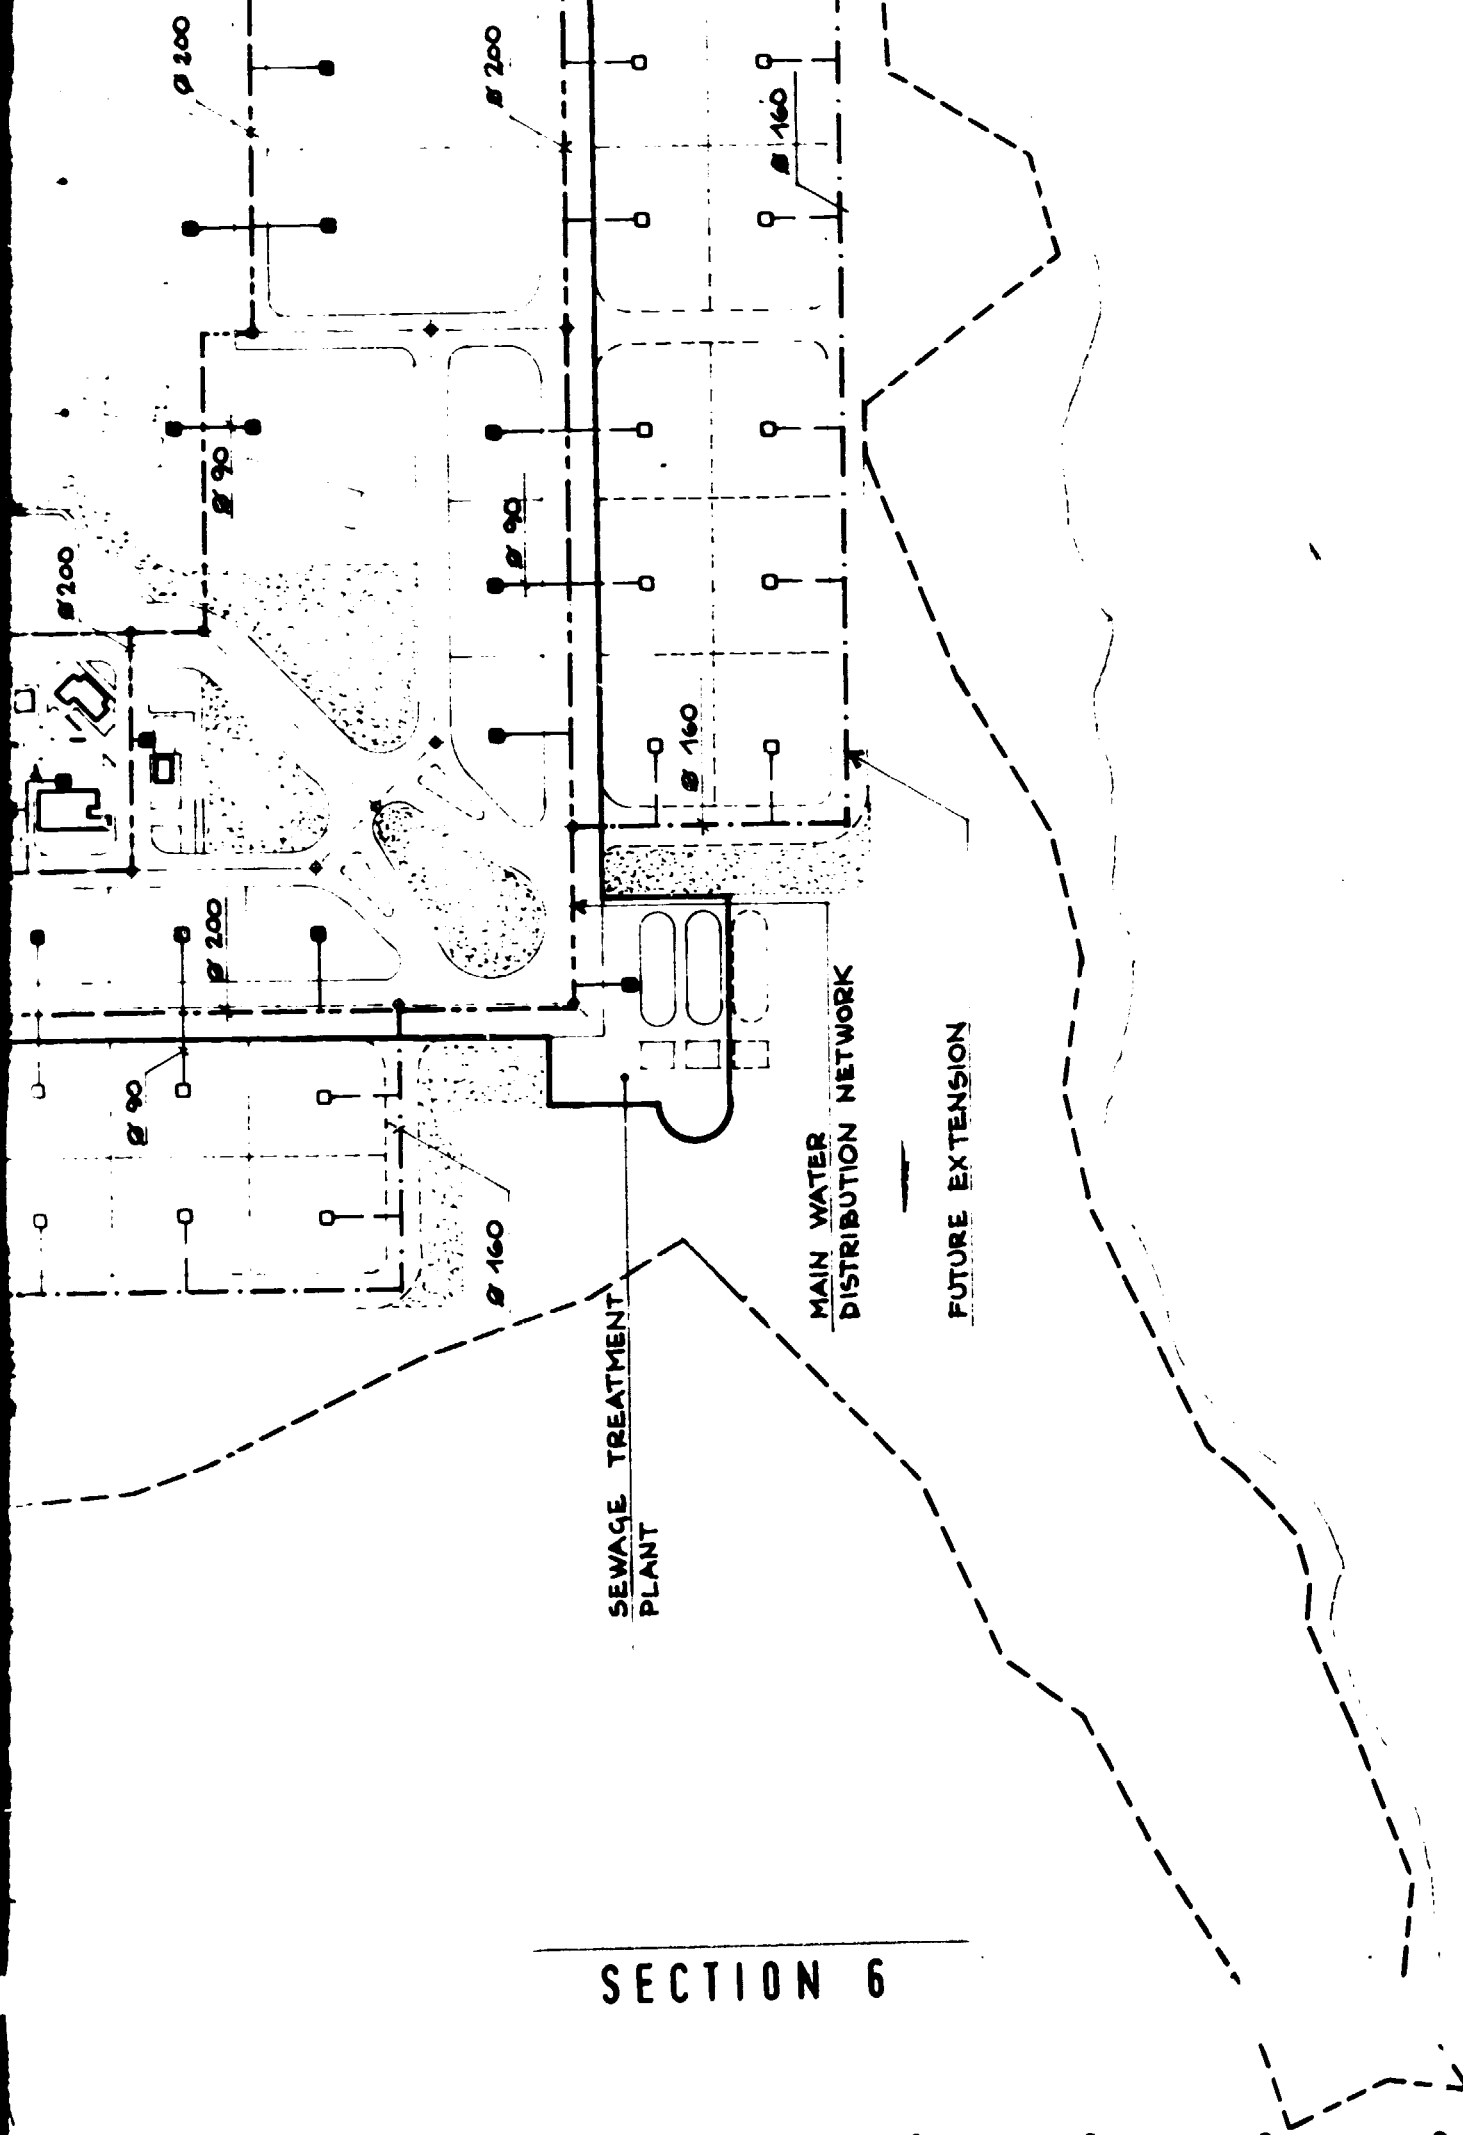 Ø 200
Ø 200
Ø 160
Ø 90
Ø 90
Ø 200
Ø 160
Ø 200
Ø 90
Ø 160
MAIN WATER
DISTRIBUTION NETWORK
FUTURE EXTENSION
SEWAGE TREATMENT
PLANT
SECTION 6